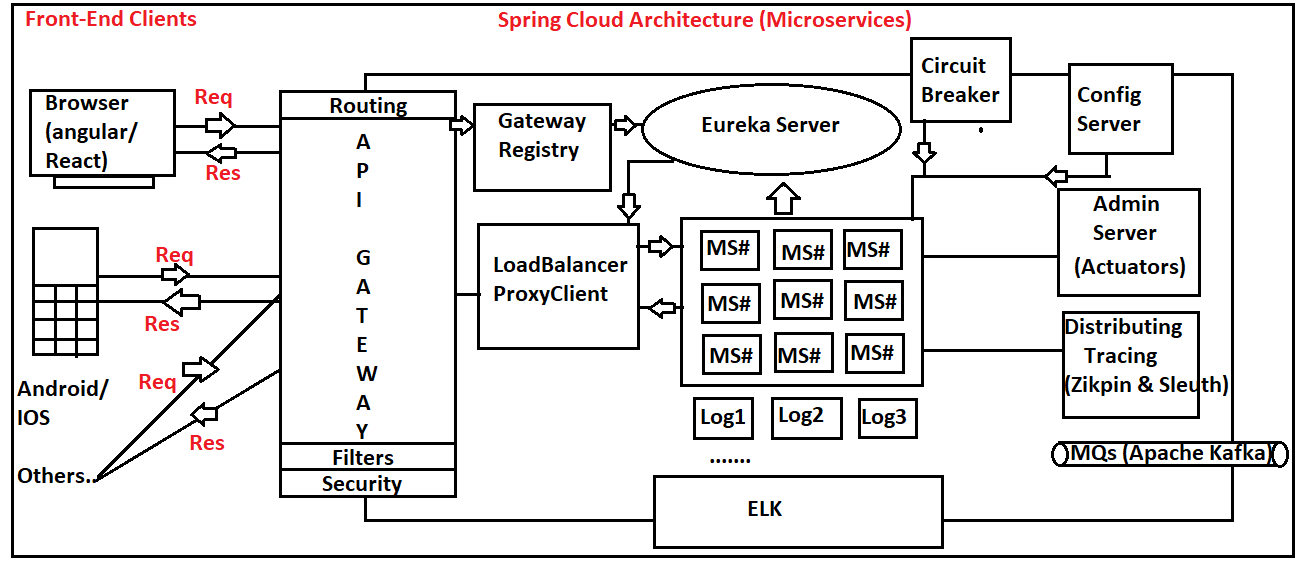 Front-End Clients
Spring Cloud Architecture (Microservices)
Browser
(angular/
React)
Req
Res
Req
Res
Android/
IOS
Req
Res
Others..
Routing
A
P
I
G
A
T
E
W
A
Y
Filters
Security
Gateway
Registry
Eureka Server
Circuit
Breaker
Config
Server
LoadBalancer
ProxyClient
MS# MS# MS#
MS# MS# MS#
MS# MS# MS#
Admin
Server
(Actuators)
Distributing
Tracing
(Zikpin & Sleuth)
Log1 Log2 Log3
.......
MQs (Apache Kafka)
ELK